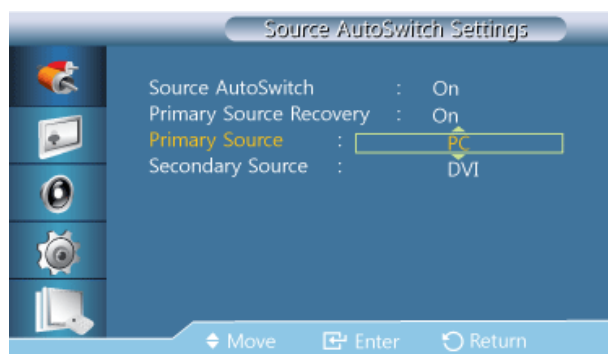 Source AutoSwitch Settings
Source AutoSwitch : On
Primary Source Recovery : On
Primary Source : PC
Secondary Source : DVI
Move Enter Return